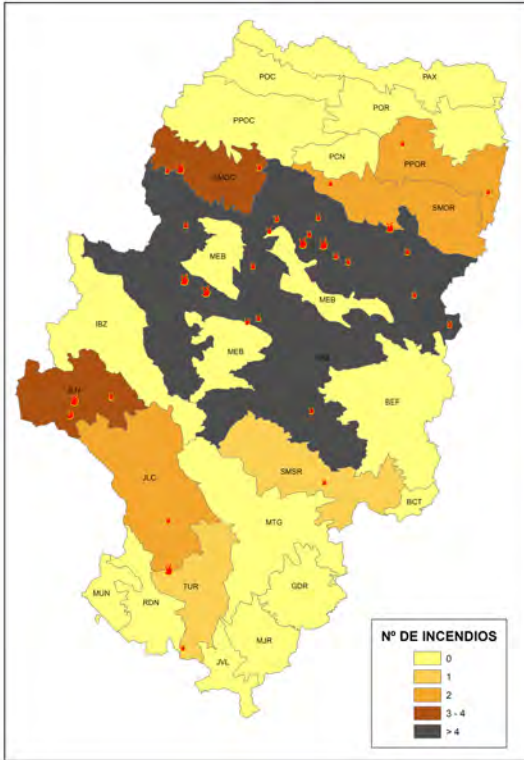 POC
PAX
POR
PPOC
PCN
PPOR
SMOC
SMOR
MEB
MEB
IBZ
MEB
BEF
JLC
SMSR
BCT
MTG
GDR
TUR
MUN
RDN
MJR
JVL
Nº DE INCENDIOS
0
1
2
3 - 4
> 4